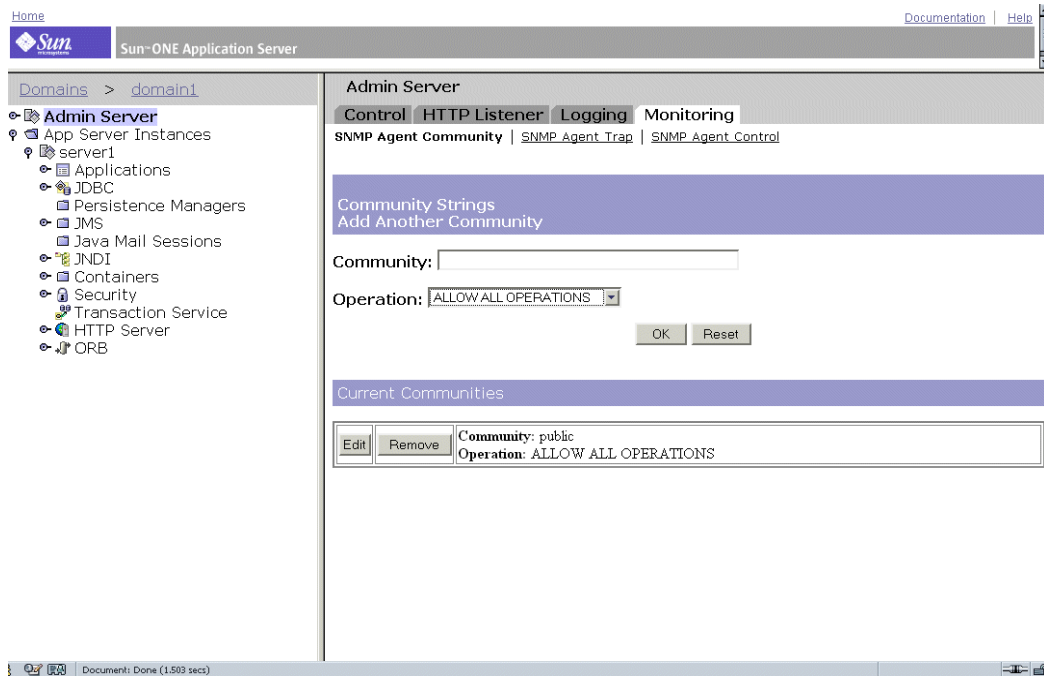 Home
Documentation | Help
Sun microsystems
Sun™ONE Application Server
Domains > domain1
Admin Server
App Server Instances
server1
Applications
JDBC
Persistence Managers
JMS
Java Mail Sessions
JNDI
Containers
Security
Transaction Service
HTTP Server
ORB
Admin Server
Control HTTP Listener Logging Monitoring
SNMP Agent Community | SNMP Agent Trap | SNMP Agent Control
Community Strings
Add Another Community
Community:
Operation: ALLOW ALL OPERATIONS
OK Reset
Current Communities
Edit Remove
Community: public
Operation: ALLOW ALL OPERATIONS
Document: Done (1.503 secs)